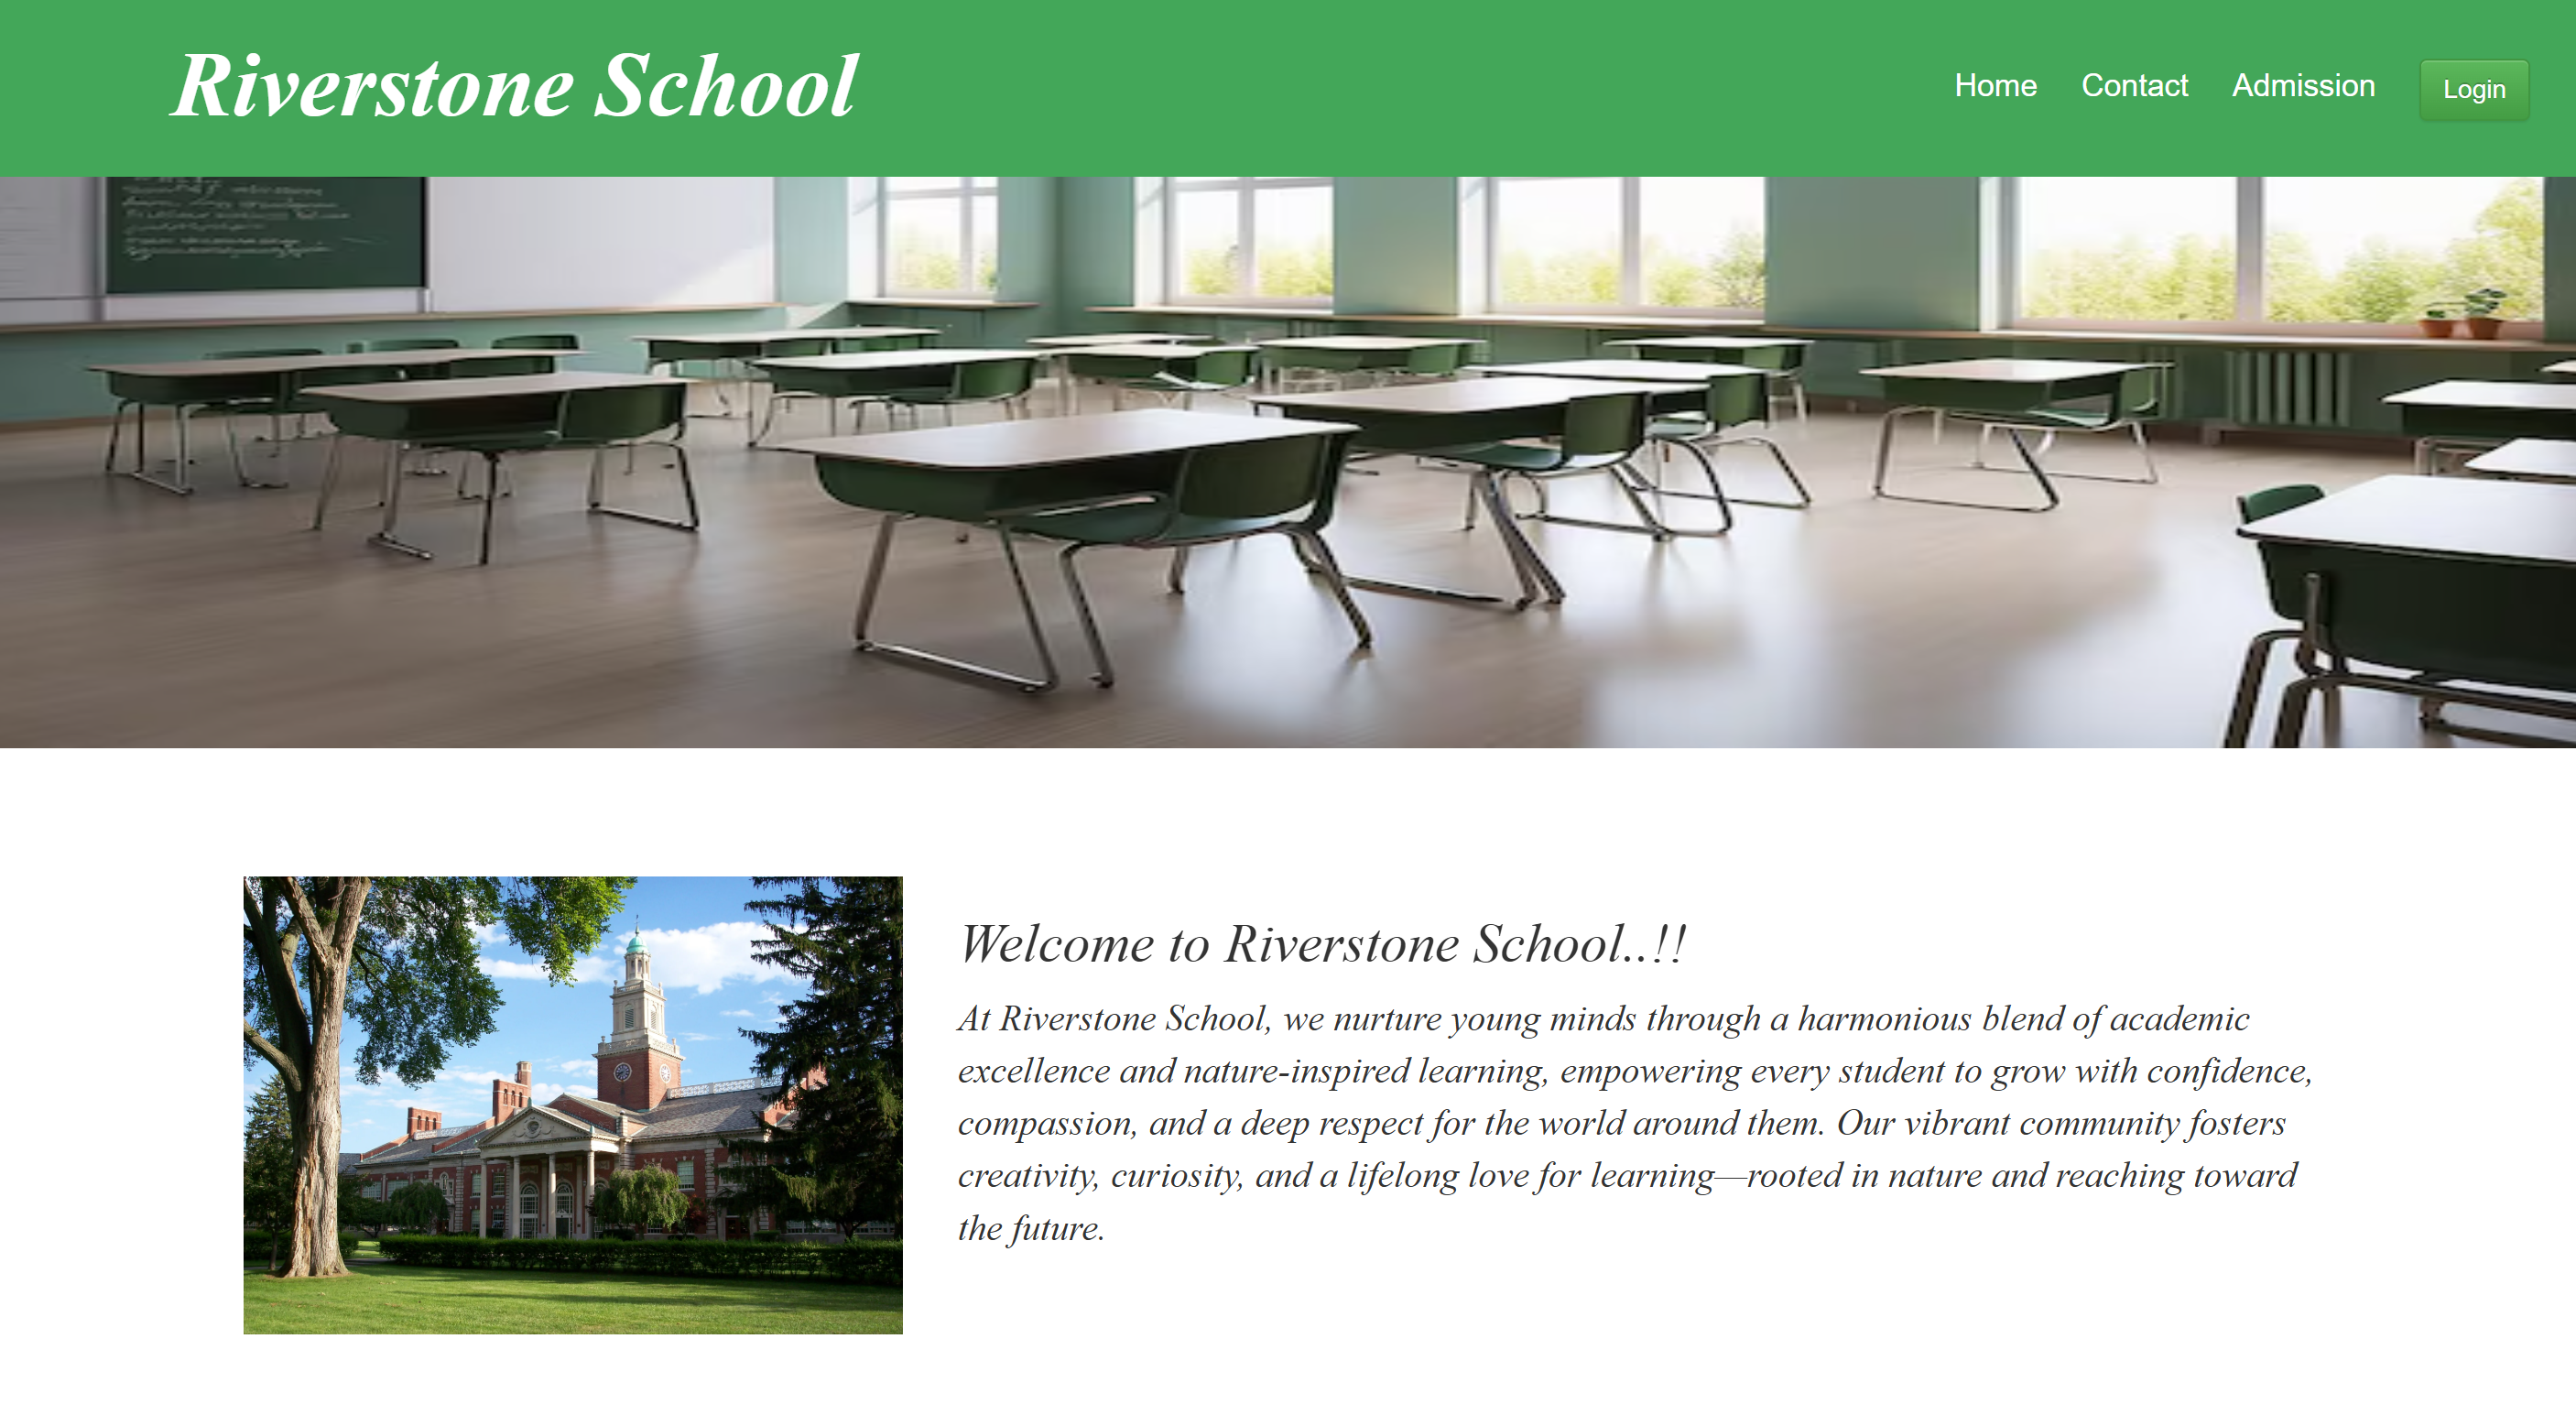 Riverstone School
Home Contact Admission Login
Welcome to Riverstone School..!!
At Riverstone School, we nurture young minds through a harmonious blend of academic
excellence and nature-inspired learning, empowering every student to grow with confidence,
compassion, and a deep respect for the world around them. Our vibrant community fosters
creativity, curiosity, and a lifelong love for learning—rooted in nature and reaching toward
the future.